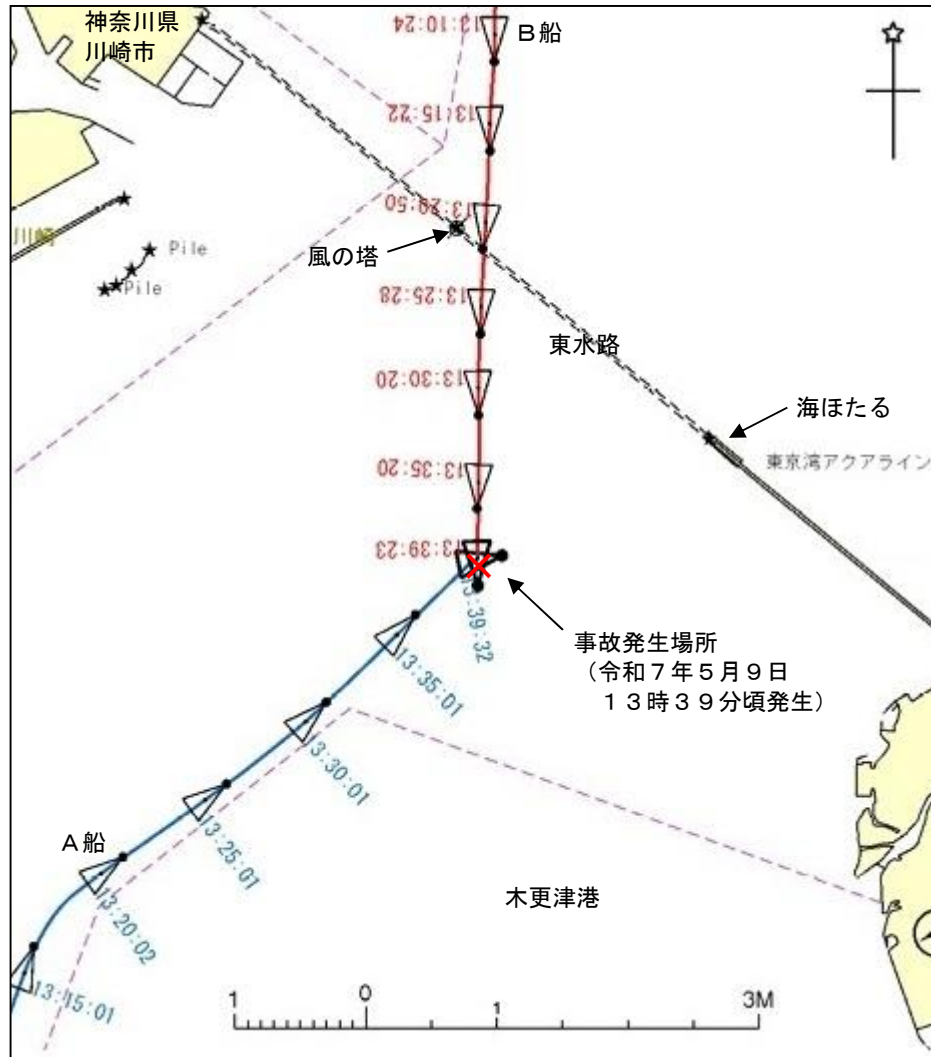 神奈川県
川崎市
13:10:24
B船
13:15:22
13:20:50
風の塔
川崎
Pile
Pile
13:25:28
東水路
13:30:20
海ほたる
東京湾アクアライン
13:35:20
13:39:23
13:39:32
事故発生場所
(令和7年5月9日
13時39分頃発生)
13:35:01
13:30:01
13:25:01
A船
13:20:02
木更津港
13:15:01
1 0 1 3M